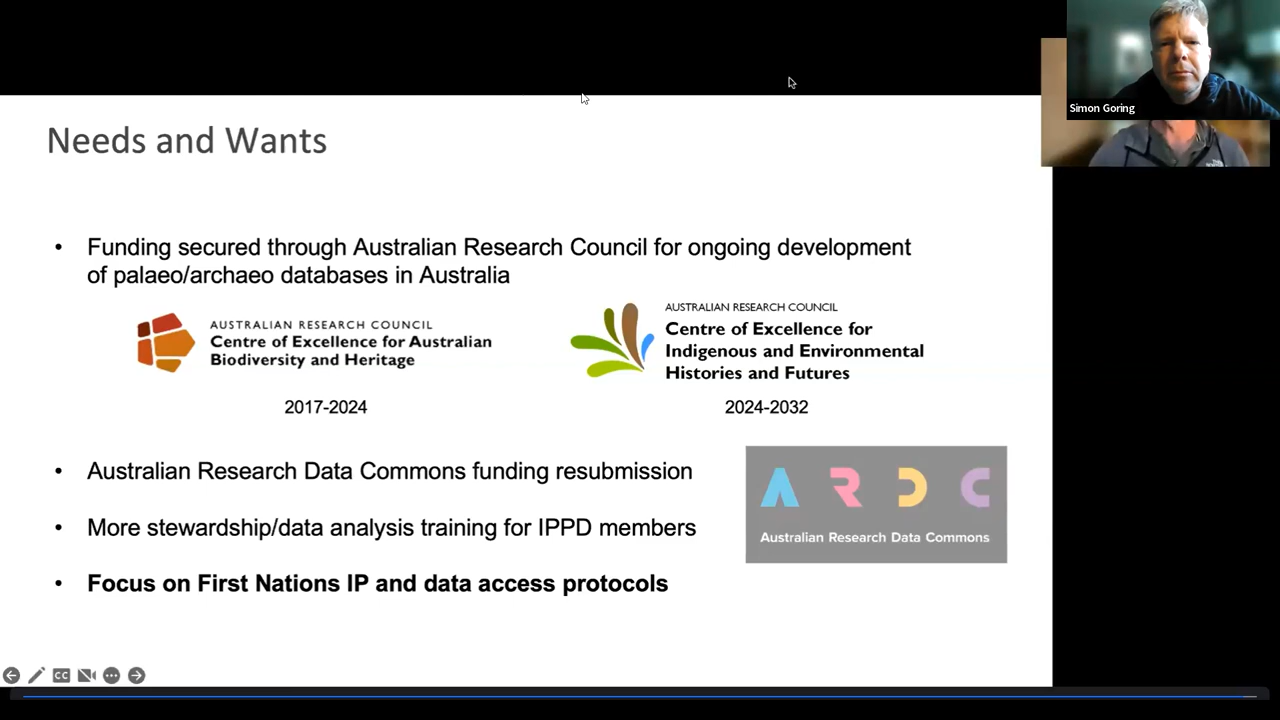 Simon Goring
Needs and Wants
• Funding secured through Australian Research Council for ongoing development
of palaeo/archaeo databases in Australia
AUSTRALIAN RESEARCH COUNCIL
Centre of Excellence for Australian
Biodiversity and Heritage
2017-2024
AUSTRALIAN RESEARCH COUNCIL
Centre of Excellence for
Indigenous and Environmental
Histories and Futures
2024-2032
• Australian Research Data Commons funding resubmission
• More stewardship/data analysis training for IPPD members
• Focus on First Nations IP and data access protocols
ARDC
Australian Research Data Commons
CC